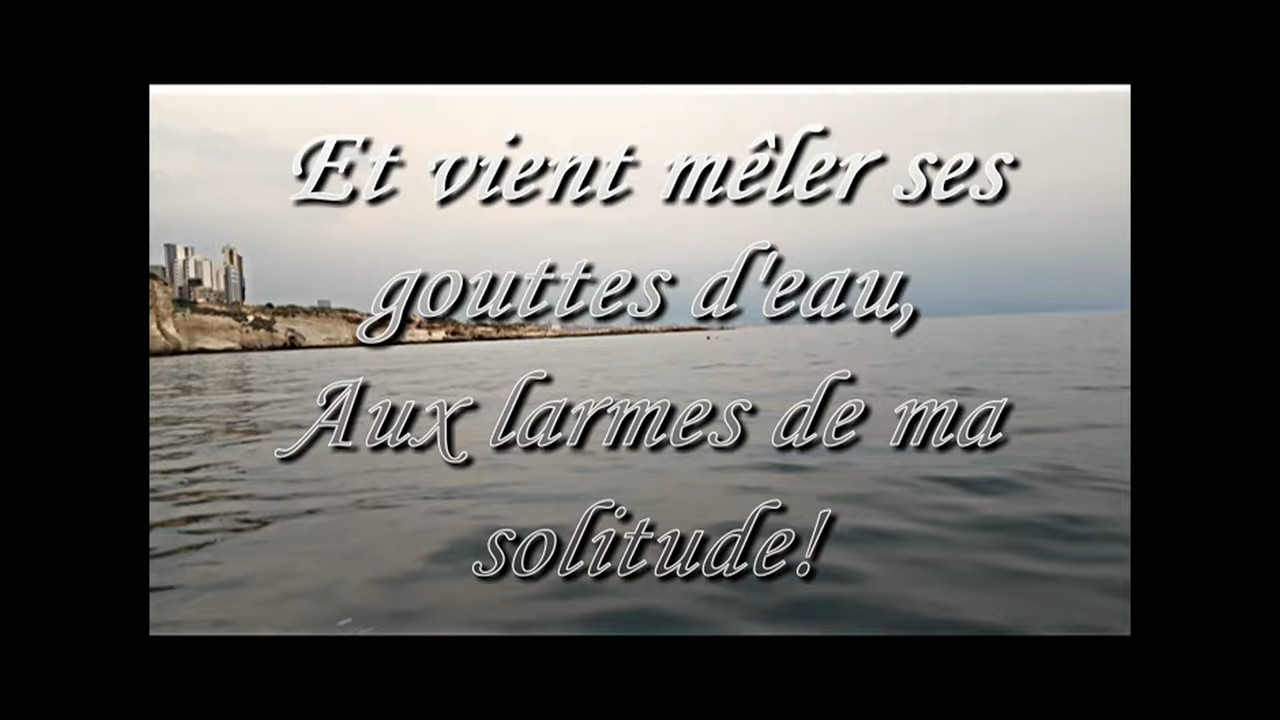 Et vient mêler ses
gouttes d'eau,
Aux larmes de ma
solitude!